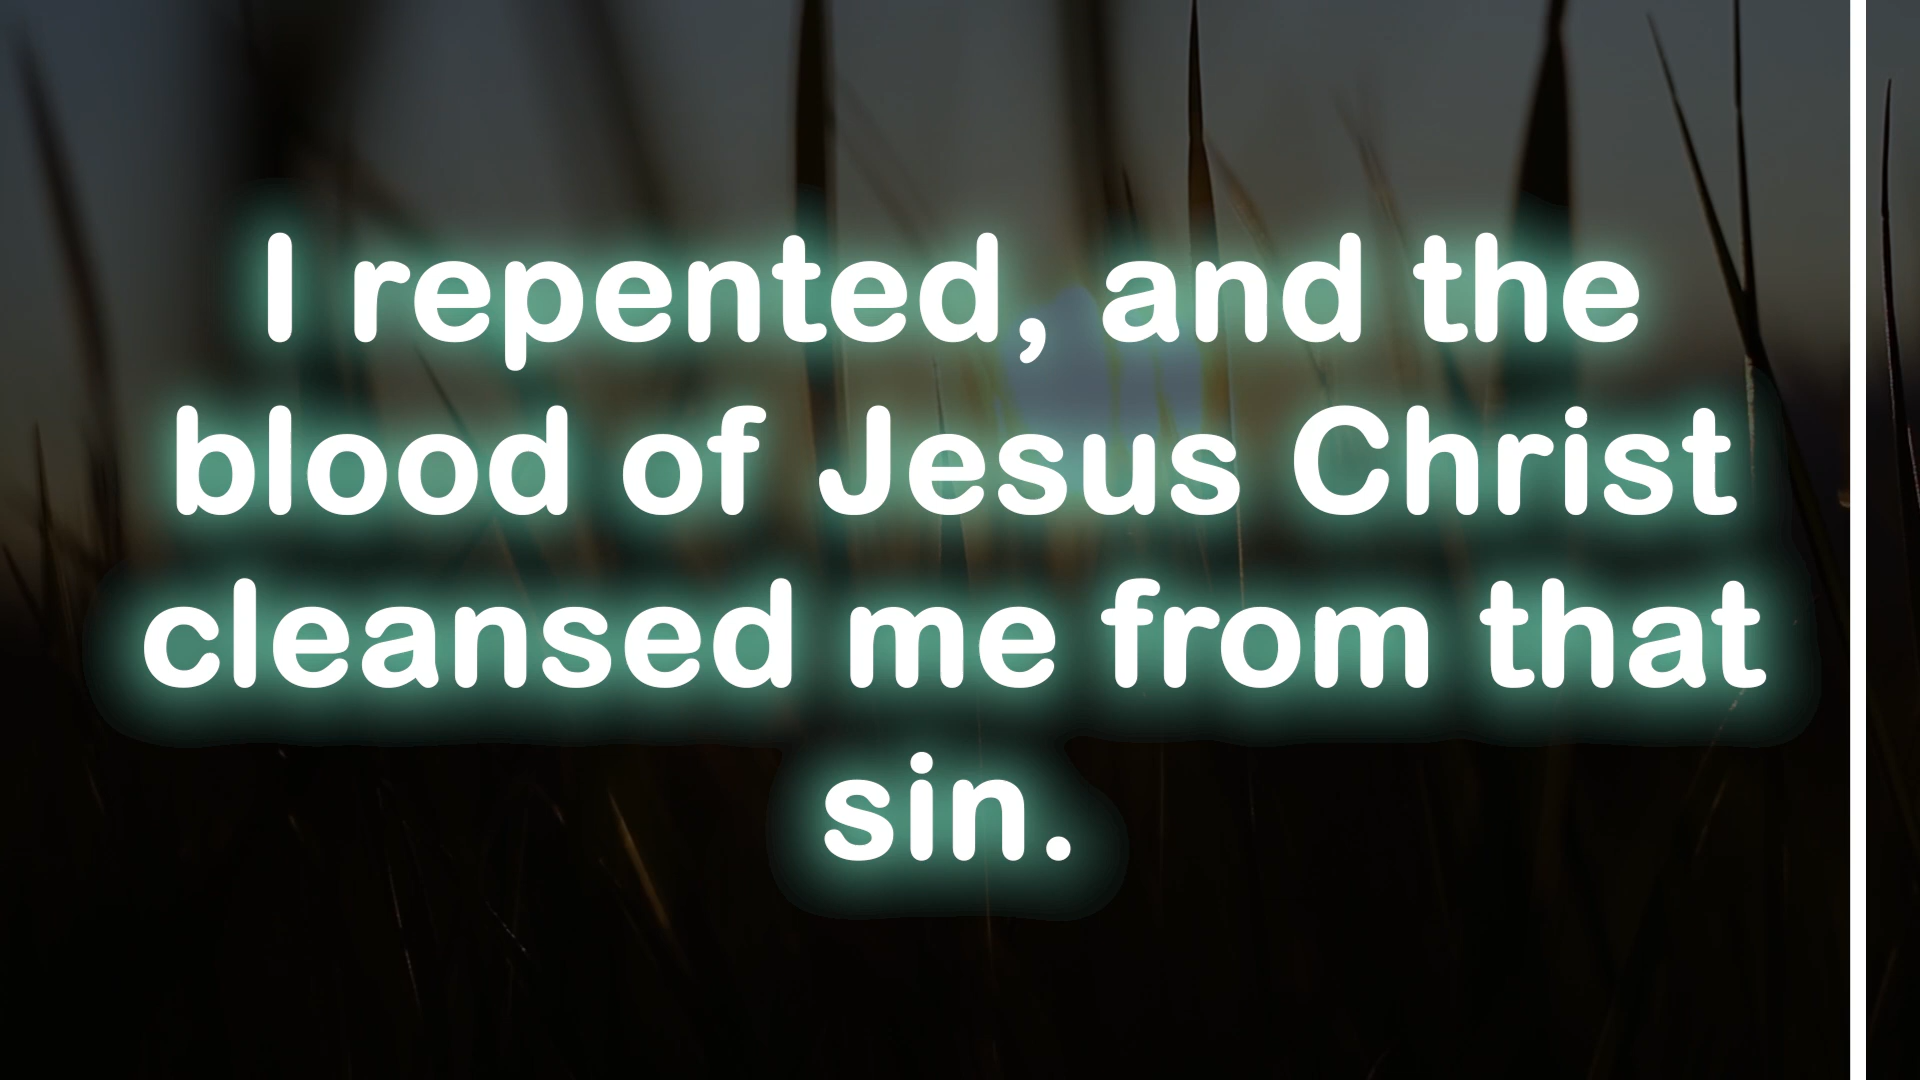 I repented, and the
blood of Jesus Christ
cleansed me from that
sin.